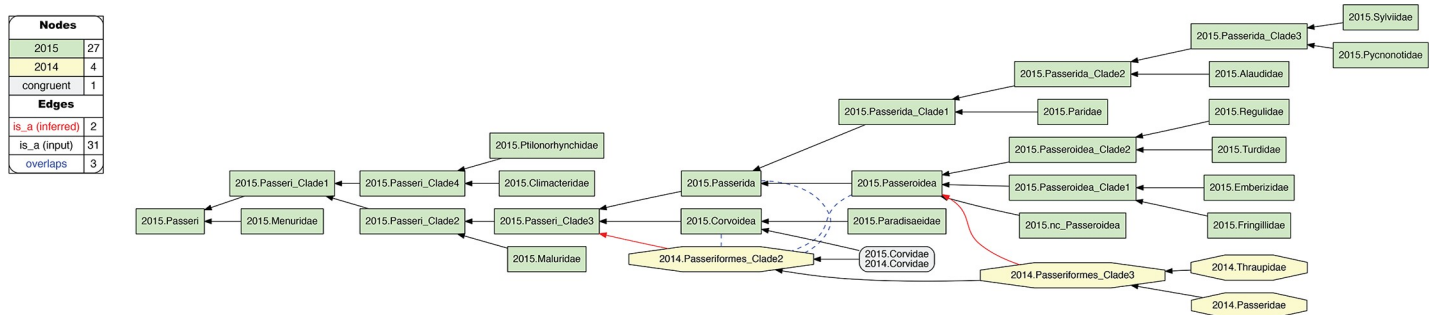 Nodes
2015 27
2014 4
congruent 1
Edges
is_a (inferred) 2
is_a (input) 31
overlaps 3
2015.Sylviidae
2015.Passerida_Clade3
2015.Pycnonotidae
2015.Passerida_Clade2
2015.Alaudidae
2015.Passerida_Clade1
2015.Paridae
2015.Regulidae
2015.Ptilonorhynchidae
2015.Passeroidea_Clade2
2015.Turdidae
2015.Passeri_Clade1
2015.Passeri_Clade4
2015.Climacteridae
2015.Passerida
2015.Passeroidea
2015.Passeroidea_Clade1
2015.Emberizidae
2015.Passeri
2015.Menuridae
2015.Passeri_Clade2
2015.Passeri_Clade3
2015.Corvoidea
2015.Paradisaeidae
2015.nc_Passeroidea
2015.Fringillidae
2015.Maluridae
2014.Passeriformes_Clade2
2015.Corvidae
2014.Corvidae
2014.Passeriformes_Clade3
2014.Thraupidae
2014.Passeridae